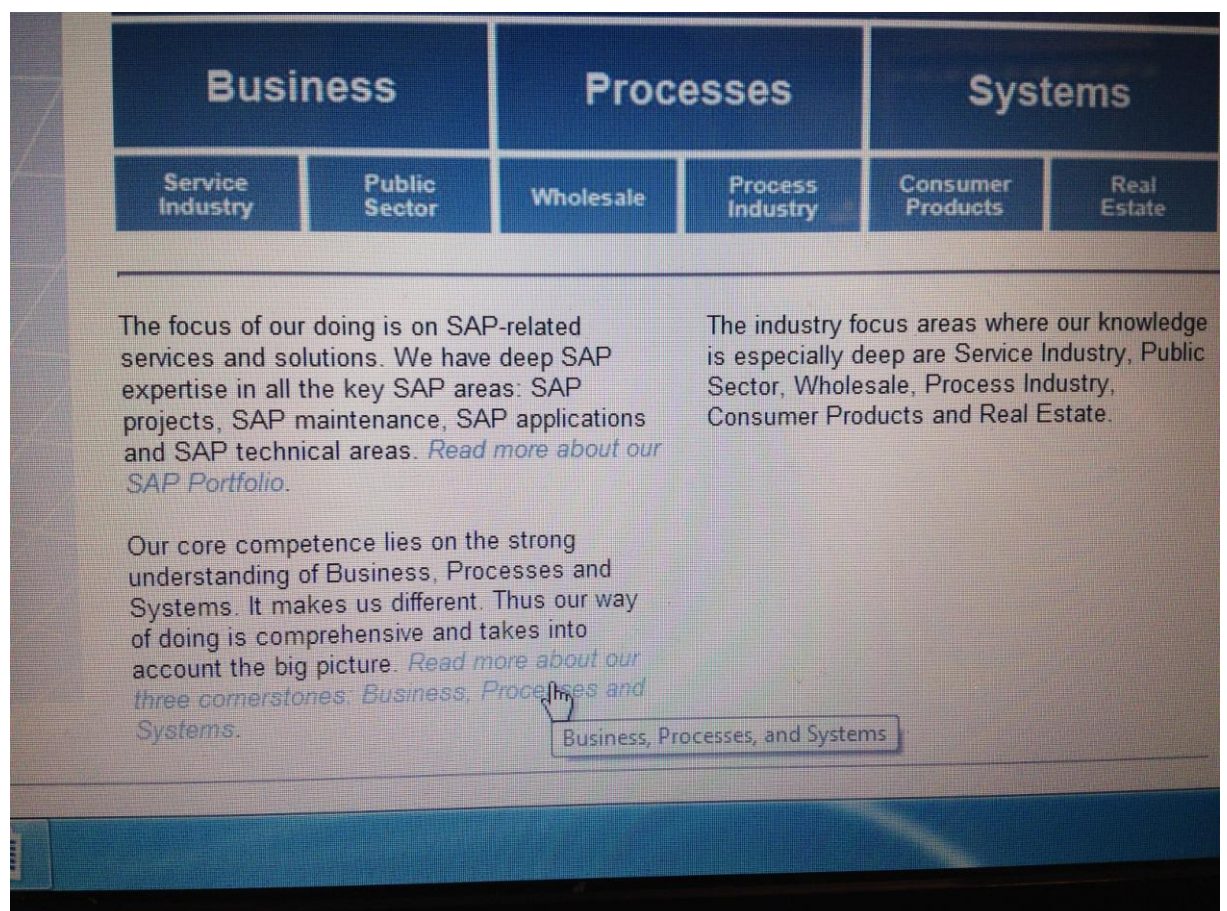 Business
Processes
Systems
Service
Industry
Public
Sector
Wholesale
Process
Industry
Consumer
Products
Real
Estate
The focus of our doing is on SAP-related
services and solutions. We have deep SAP
expertise in all the key SAP areas: SAP
projects, SAP maintenance, SAP applications
and SAP technical areas. Read more about our
SAP Portfolio.
Our core competence lies on the strong
understanding of Business, Processes and
Systems. It makes us different. Thus our way
of doing is comprehensive and takes into
account the big picture. Read more about our
three cornerstones: Business, Processes and
Systems.
Business, Processes, and Systems
The industry focus areas where our knowledge
is especially deep are Service Industry, Public
Sector, Wholesale, Process Industry,
Consumer Products and Real Estate.